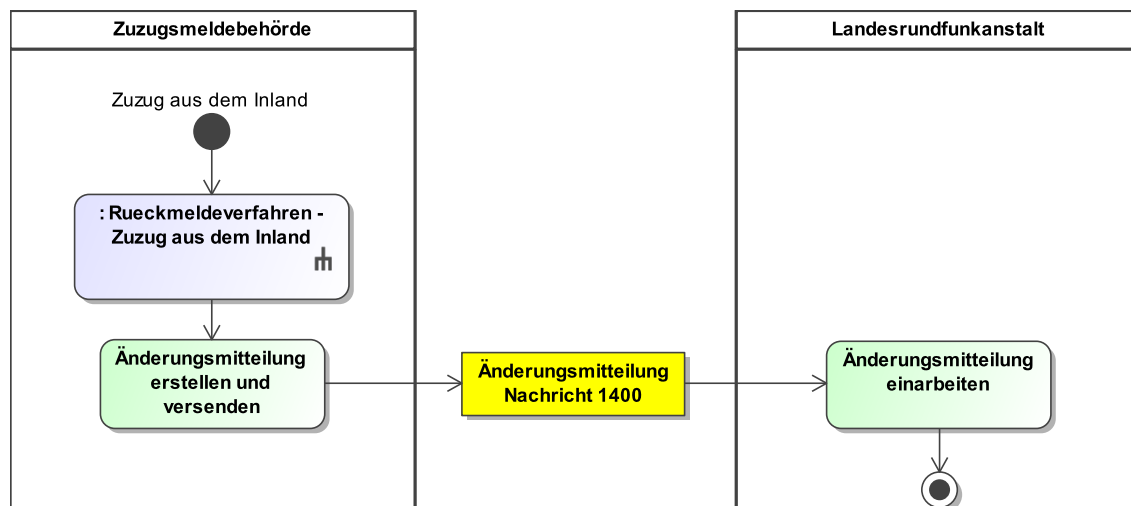 Zuzugsmeldebehörde
Landesrundfunkanstalt
Zuzug aus dem Inland
: Rueckmeldeverfahren -
Zuzug aus dem Inland
Änderungsmitteilung
erstellen und
versenden
Änderungsmitteilung
Nachricht 1400
Änderungsmitteilung
einarbeiten